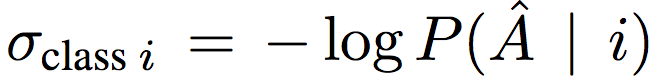 σ_class i = − log P(Â | i)